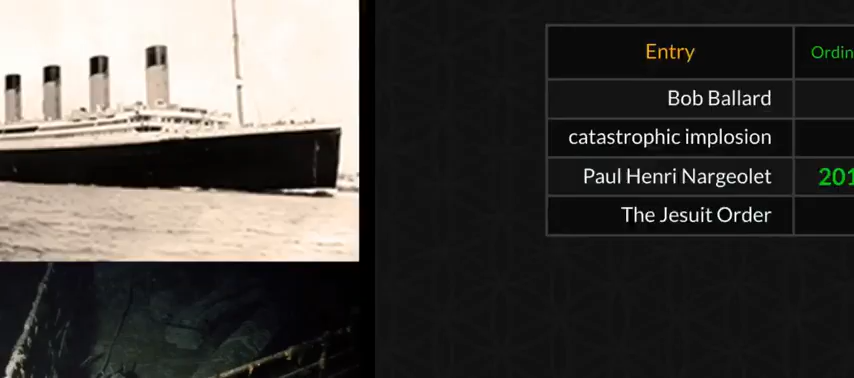 Entry
Bob Ballard
catastrophic implosion
Paul Henri Nargeolet
The Jesuit Order